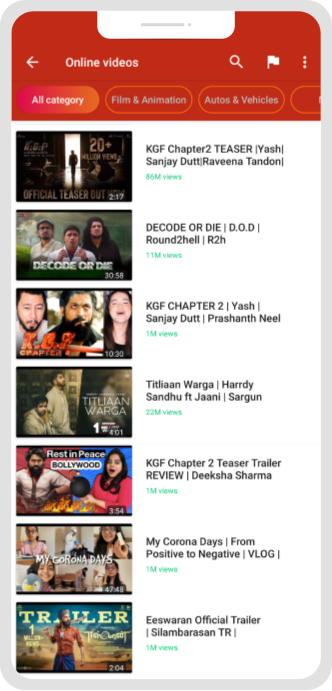 Online videos
All category
Film & Animation
Autos & Vehicles
KGF
20+
MILLION VIEWS
OFFICIAL TEASER OUT NOW
2:17
KGF Chapter2 TEASER |Yash|
Sanjay Dutt|Raveena Tandon|
86M views
DECODE OR DIE
30:58
DECODE OR DIE | D.O.D |
Round2hell | R2h
11M views
K.G.F
CHAPTER
10:30
KGF CHAPTER 2 | Yash |
Sanjay Dutt | Prashanth Neel
1M views
TITLIAAN
WARGA
4:01
Titliaan Warga | Harrdy
Sandhu ft Jaani | Sargun
22M views
Rest in Peace
BOLLYWOOD
3:54
KGF Chapter 2 Teaser Trailer
REVIEW | Deeksha Sharma
1M views
MY CORONA DAYS
47:48
My Corona Days | From
Positive to Negative | VLOG |
1M views
TRAILER
1
MILLION+
VIEWS
ஈஸ்வரன்
2:04
Eeswaran Official Trailer
| Silambarasan TR |
1M views